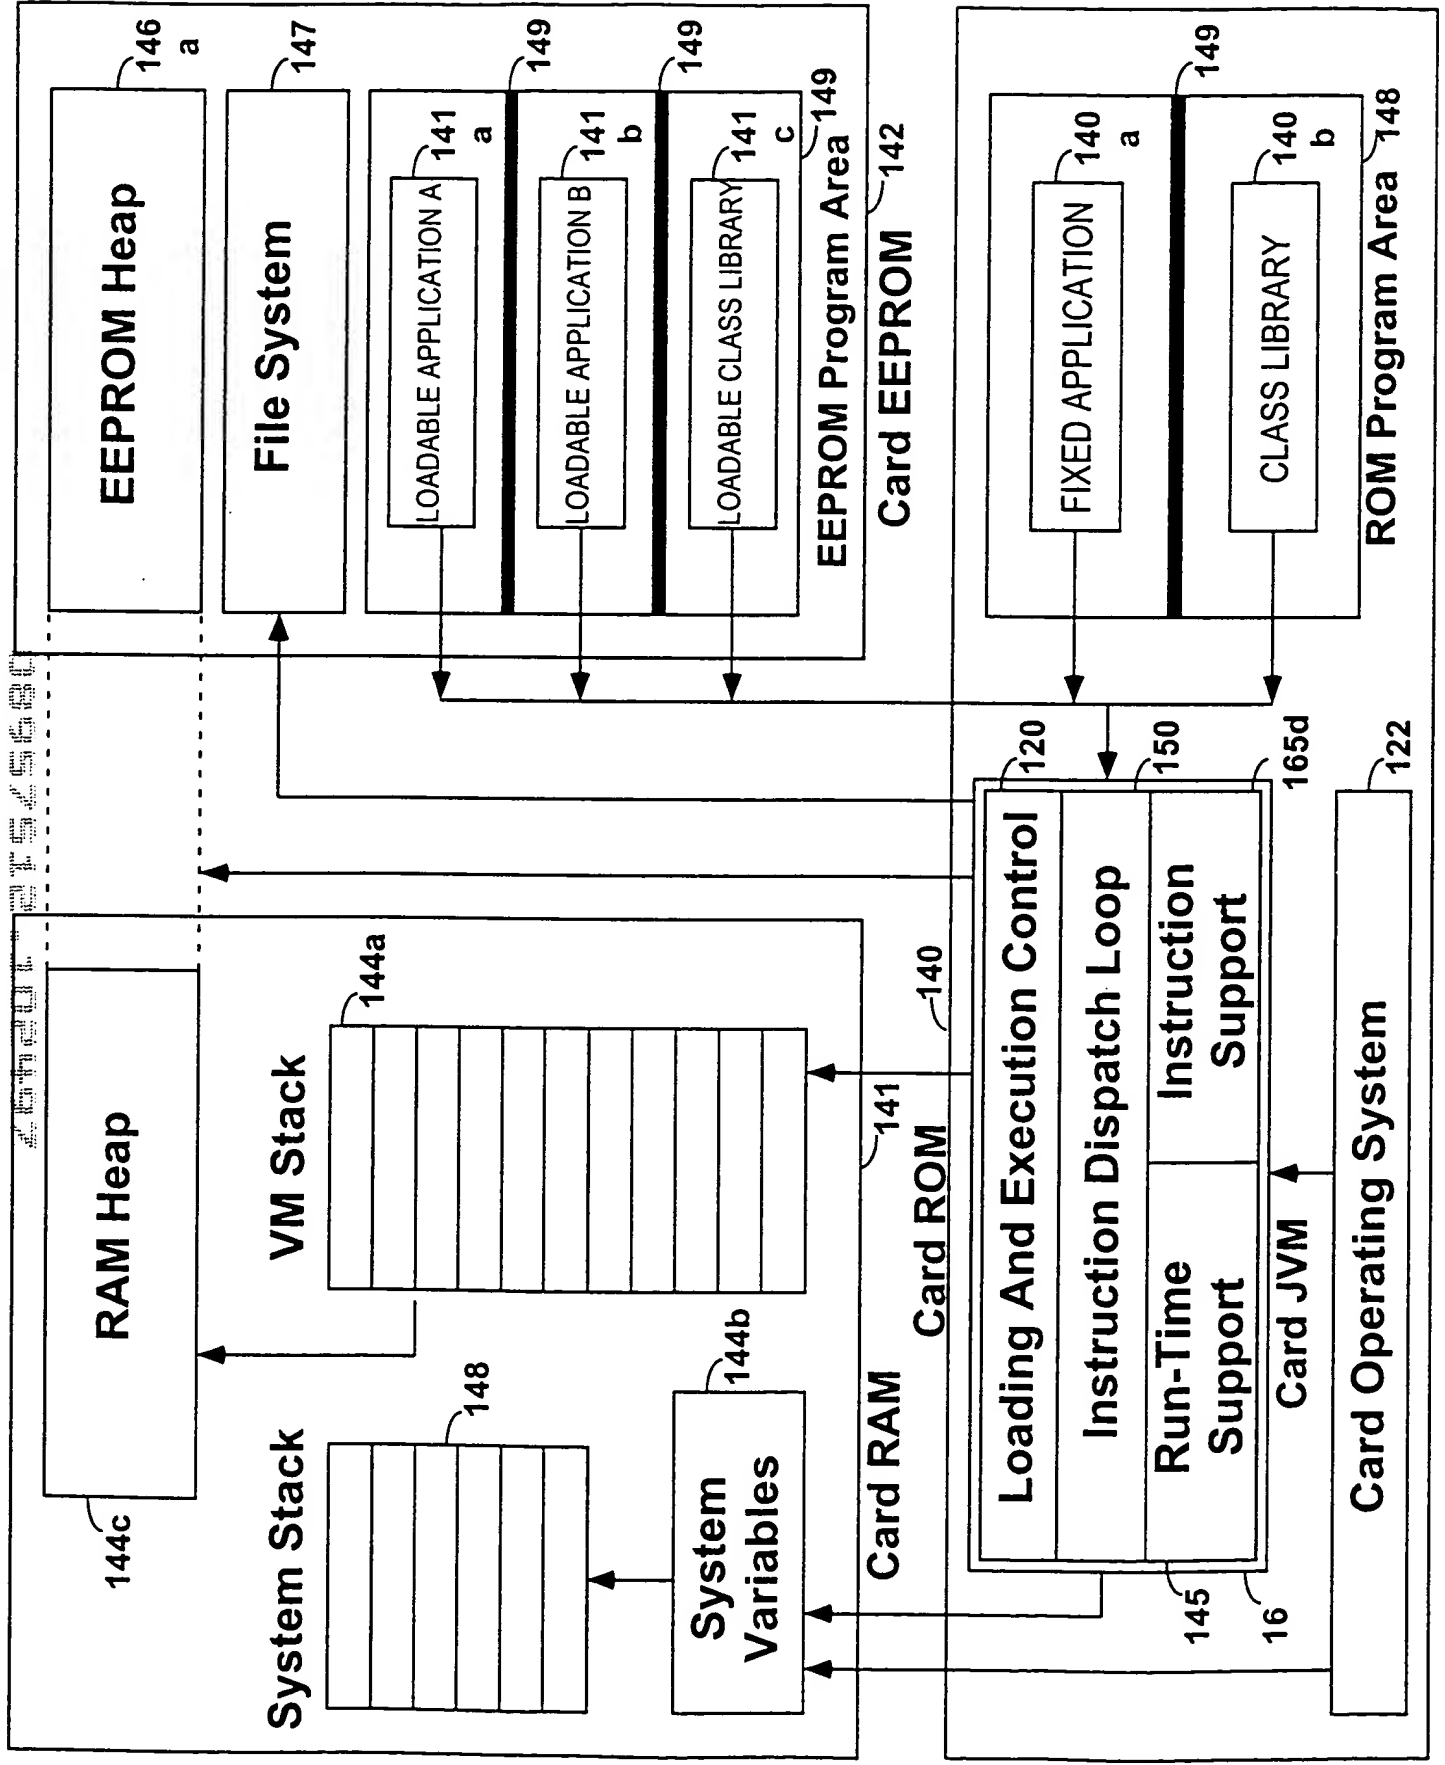 144c
RAM Heap
EEPROM Heap
146
a
File System
147
System Stack
148
VM Stack
144a
LOADABLE APPLICATION A
141
a
149
LOADABLE APPLICATION B
141
b
149
LOADABLE CLASS LIBRARY
141
c
System
Variables
144b
EEPROM Program Area
149
Card RAM
141
Card EEPROM
142
Card ROM
140
Loading And Execution Control
120
Instruction Dispatch Loop
150
Run-Time
Support
Instruction
Support
145
165d
16
Card JVM
FIXED APPLICATION
140
a
149
CLASS LIBRARY
140
b
Card Operating System
122
ROM Program Area
148